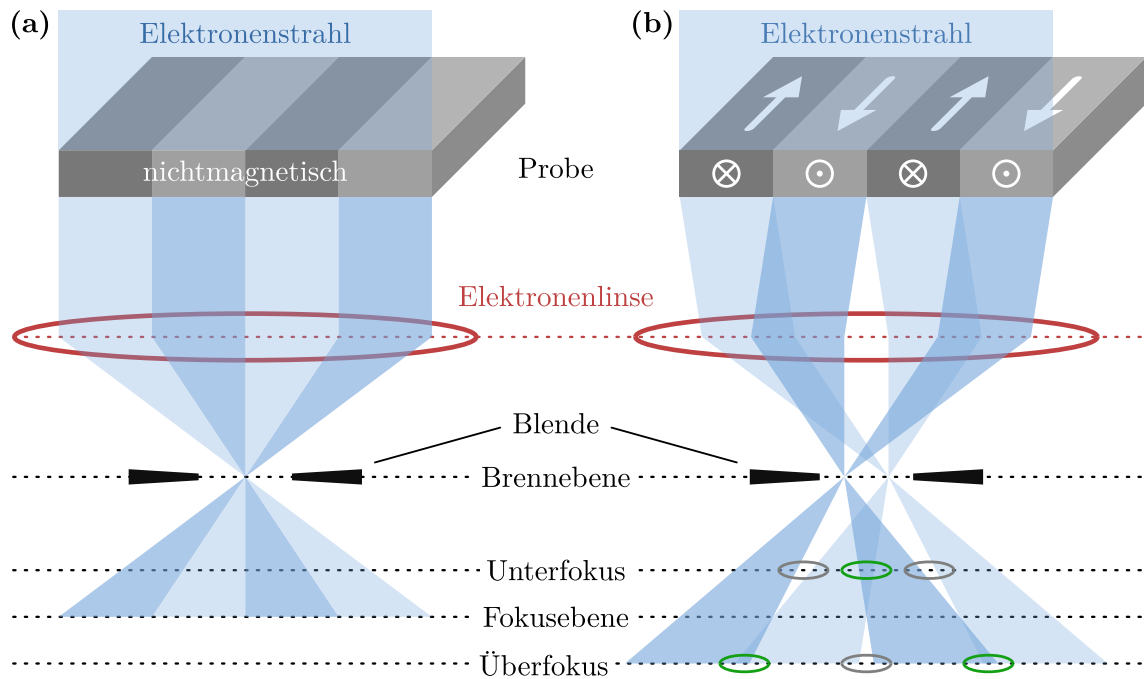 (a)
Elektronenstrahl
(b)
Elektronenstrahl
nichtmagnetisch
Probe
Elektronenlinse
Blende
Brennebene
Unterfokus
Fokusebene
Überfokus